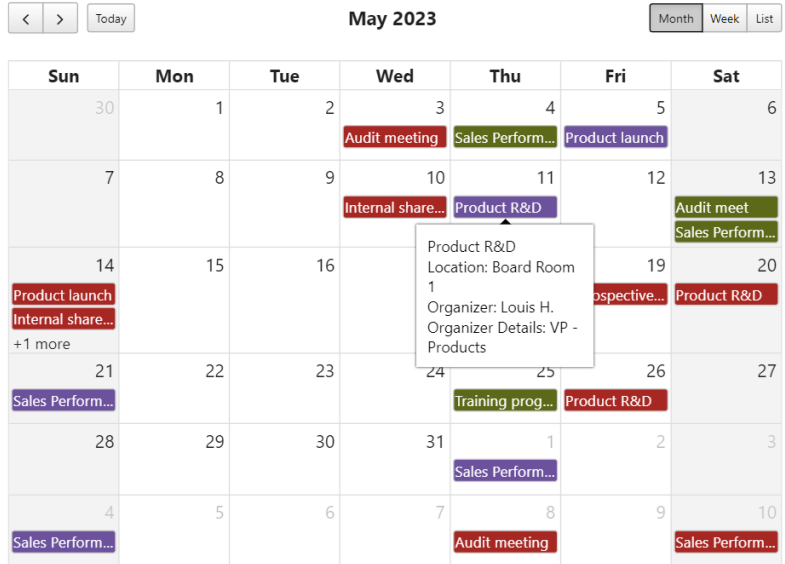 Today
May 2023
Month Week List
Sun Mon Tue Wed Thu Fri Sat
30 1 2 3 4 5 6
Audit meeting Sales Perform... Product launch
7 8 9 10 11 12 13
Internal share... Product R&D Audit meet
Sales Perform...
Product R&D
Location: Board Room
1
Organizer: Louis H.
Organizer Details: VP -
Products
14 15 16 19 20
Product launch ospective... Product R&D
Internal share...
+1 more
21 22 23 24 25 26 27
Sales Perform... Training prog... Product R&D
28 29 30 31 1 2 3
Sales Perform...
4 5 6 7 8 9 10
Sales Perform... Audit meeting Sales Perform...